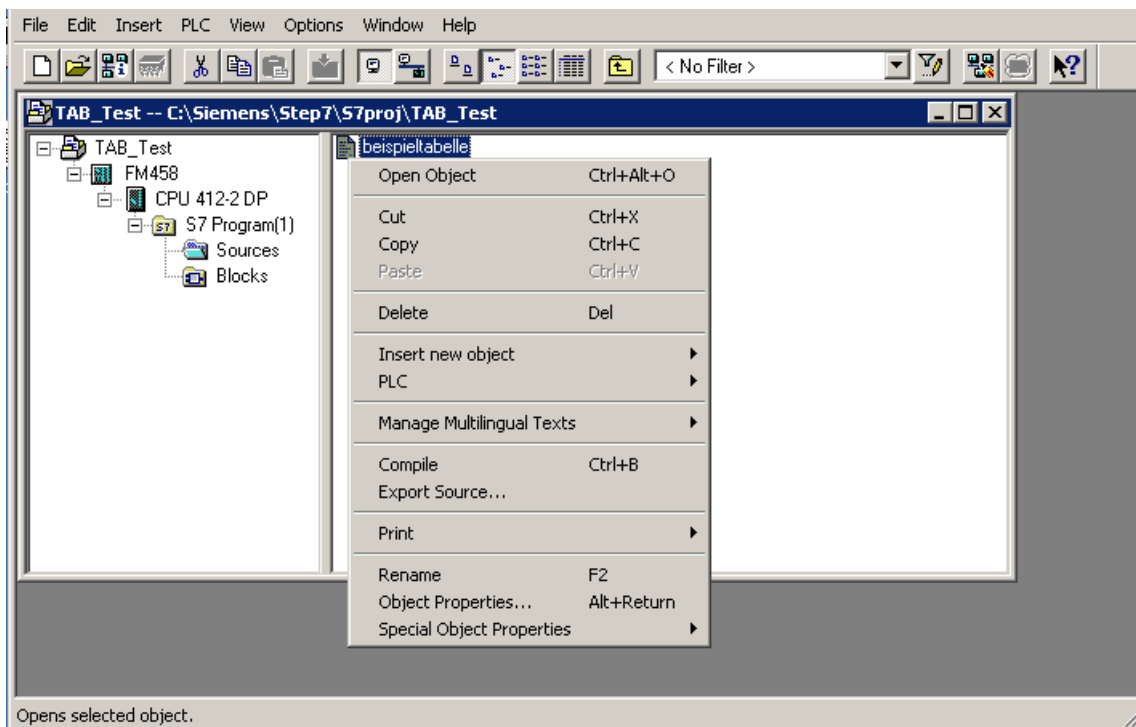 File Edit Insert PLC View Options Window Help
< No Filter >
TAB_Test -- C:\Siemens\Step7\S7proj\TAB_Test
TAB_Test
FM458
CPU 412-2 DP
S7 S7 Program(1)
Sources
Blocks
beispieltabelle
Open Object Ctrl+Alt+O
Cut Ctrl+X
Copy Ctrl+C
Paste Ctrl+V
Delete Del
Insert new object
PLC
Manage Multilingual Texts
Compile Ctrl+B
Export Source...
Print
Rename F2
Object Properties... Alt+Return
Special Object Properties
Opens selected object.